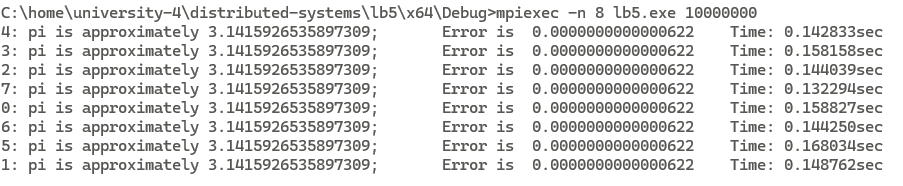 C:\home\university-4\distributed-systems\lb5\x64\Debug>mpiexec -n 8 lb5.exe 10000000
4: pi is approximately 3.1415926535897309;       Error is  0.0000000000000622    Time: 0.142833sec
3: pi is approximately 3.1415926535897309;       Error is  0.0000000000000622    Time: 0.158158sec
2: pi is approximately 3.1415926535897309;       Error is  0.0000000000000622    Time: 0.144039sec
7: pi is approximately 3.1415926535897309;       Error is  0.0000000000000622    Time: 0.132294sec
0: pi is approximately 3.1415926535897309;       Error is  0.0000000000000622    Time: 0.158827sec
6: pi is approximately 3.1415926535897309;       Error is  0.0000000000000622    Time: 0.144250sec
5: pi is approximately 3.1415926535897309;       Error is  0.0000000000000622    Time: 0.168034sec
1: pi is approximately 3.1415926535897309;       Error is  0.0000000000000622    Time: 0.148762sec